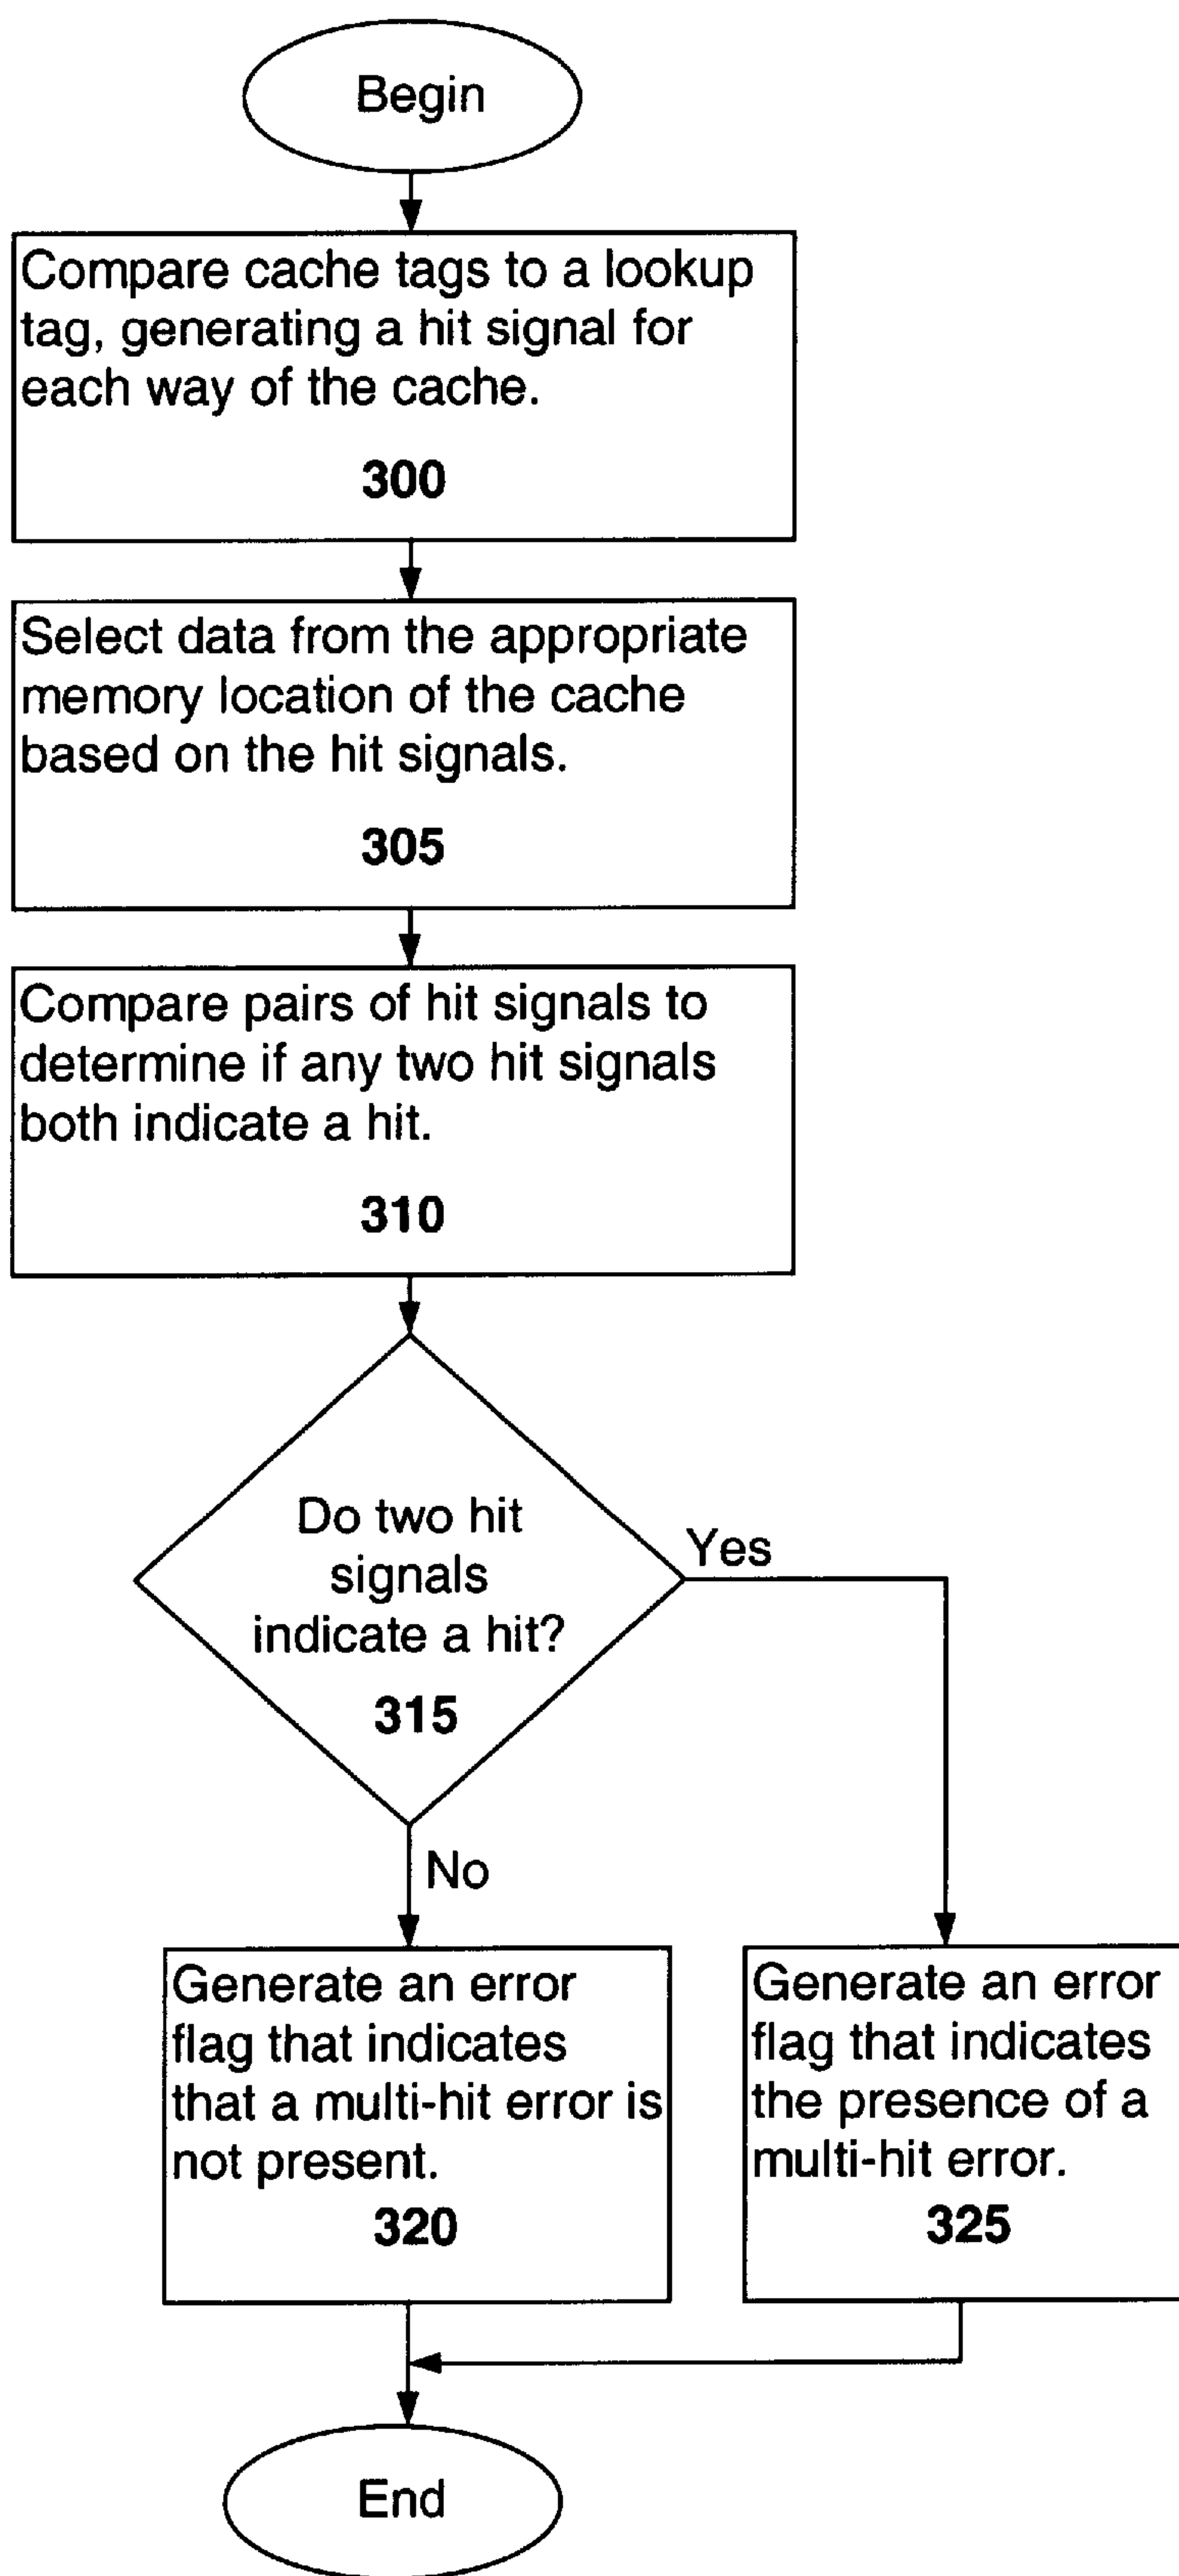 Begin
Compare cache tags to a lookup
tag, generating a hit signal for
each way of the cache.
300
Select data from the appropriate
memory location of the cache
based on the hit signals.
305
Compare pairs of hit signals to
determine if any two hit signals
both indicate a hit.
310
Do two hit
signals
indicate a hit?
315
Yes
No
Generate an error
flag that indicates
that a multi-hit error is
not present.
320
Generate an error
flag that indicates
the presence of a
multi-hit error.
325
End